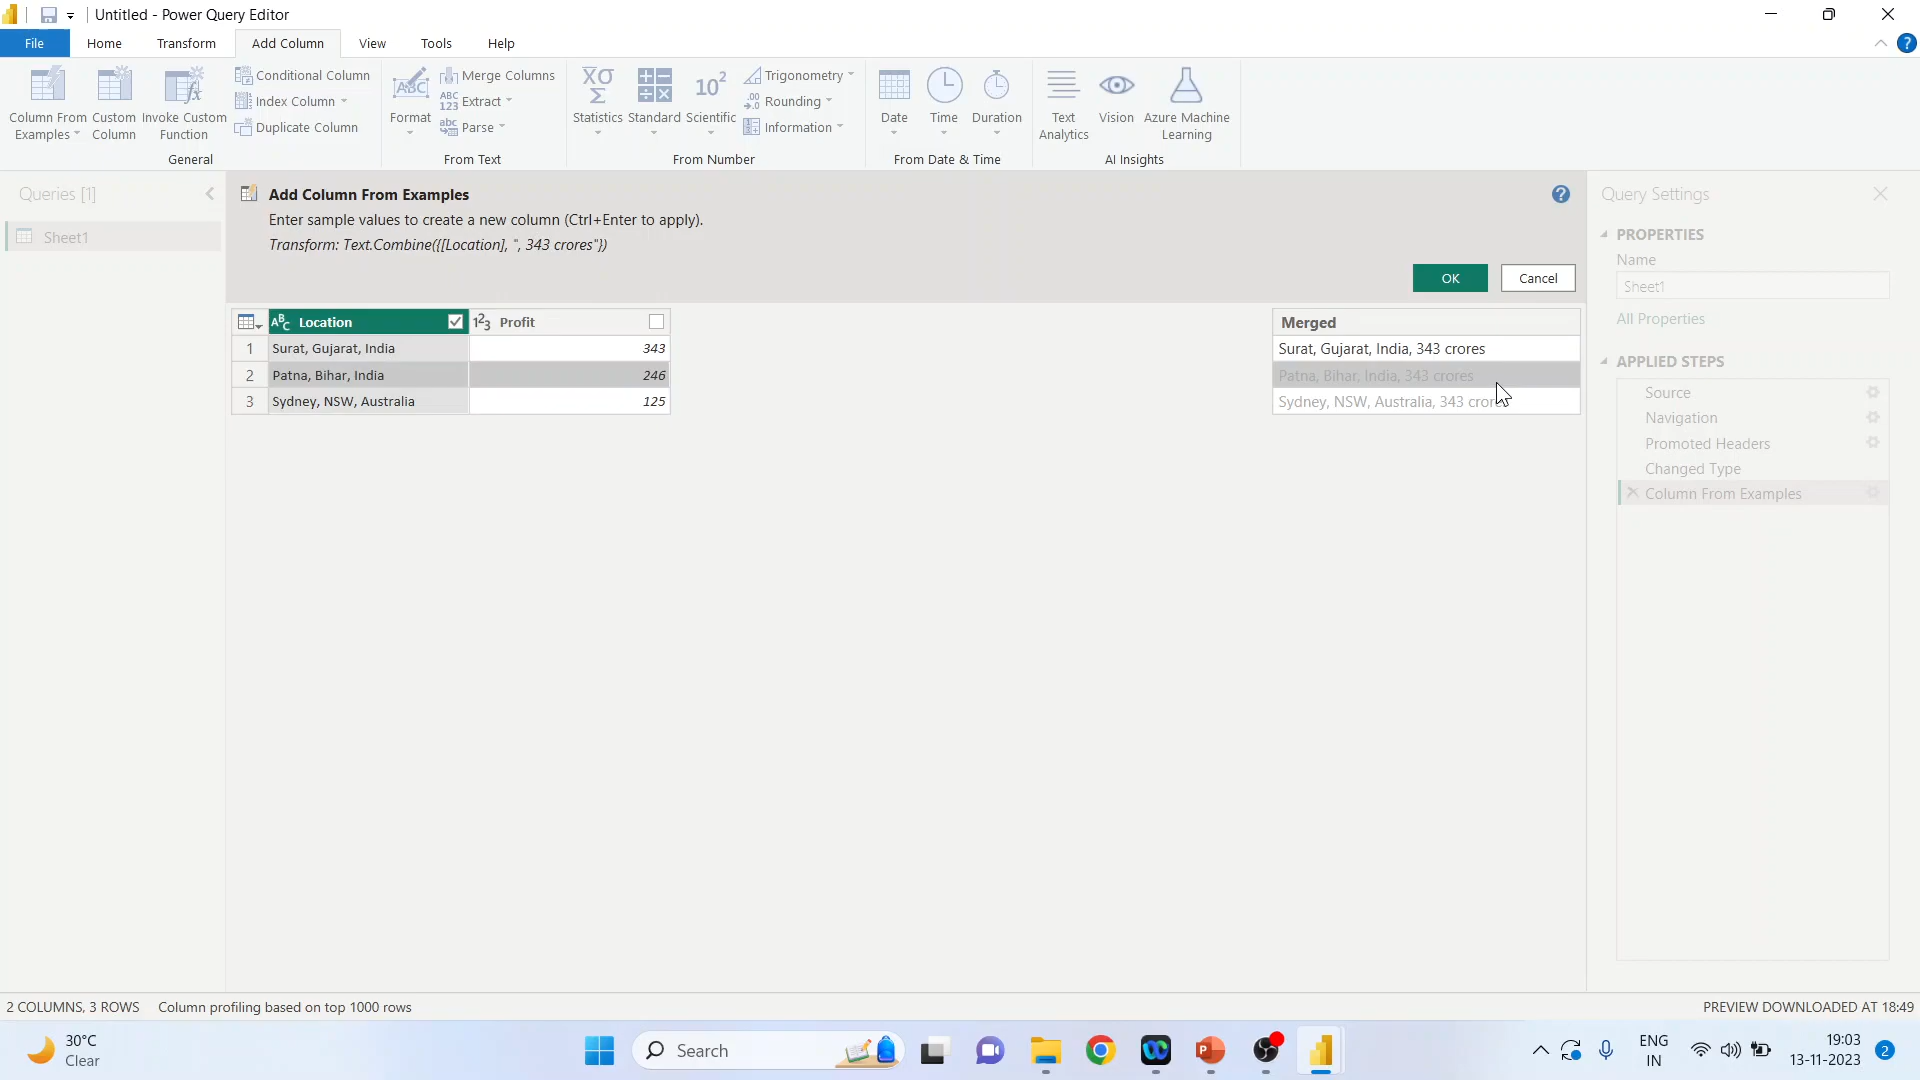 Untitled - Power Query Editor
File Home Transform Add Column View Tools Help
Column From Examples
Custom Column
Invoke Custom Function
Conditional Column
Index Column
Duplicate Column
General
Format
Merge Columns
Extract
Parse
From Text
Statistics
Standard
Scientific
Trigonometry
Rounding
Information
From Number
Date
Time
Duration
From Date & Time
Text Analytics
Vision
Azure Machine Learning
AI Insights
Queries [1]
Sheet1
Add Column From Examples
Enter sample values to create a new column (Ctrl+Enter to apply).
Transform: Text.Combine({[Location], ", 343 crores"})
OK Cancel
Location Profit Merged
1 Surat, Gujarat, India 343 Surat, Gujarat, India, 343 crores
2 Patna, Bihar, India 246 Patna, Bihar, India, 343 crores
3 Sydney, NSW, Australia 125 Sydney, NSW, Australia, 343 crores
Query Settings
PROPERTIES
Name
Sheet1
All Properties
APPLIED STEPS
Source
Navigation
Promoted Headers
Changed Type
Column From Examples
2 COLUMNS, 3 ROWS Column profiling based on top 1000 rows
PREVIEW DOWNLOADED AT 18:49
30°C
Clear
Search
ENG
IN
19:03
13-11-2023
2